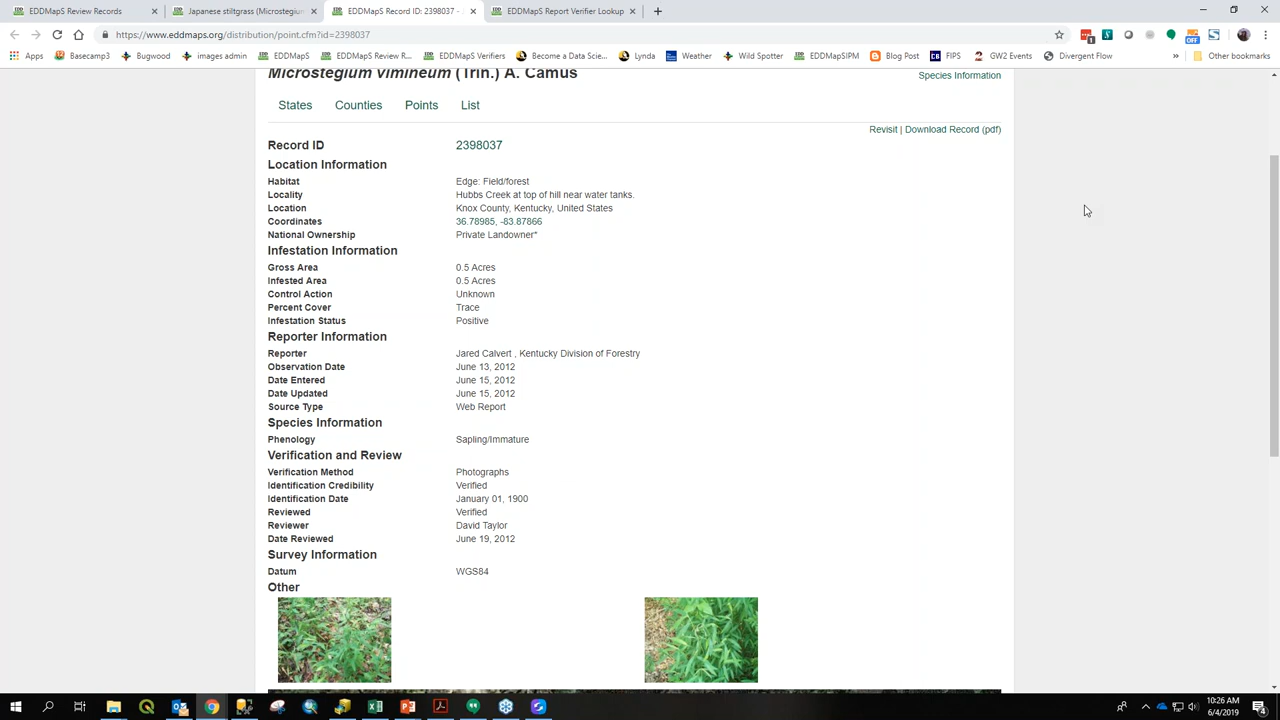 EDDMapS Review Records
Japanese stiltgrass (Microstegium
EDDMapS Record ID: 2398037 -
EDDMapS Report Verifier Lookup
https://www.eddmaps.org/distribution/point.cfm?id=2398037
Apps Basecamp3 Bugwood images admin EDDMapS EDDMapS Review R... EDDMapS Verifiers Become a Data Scie... Lynda Weather Wild Spotter EDDMapSIPM Blog Post FIPS GW2 Events Divergent Flow » Other bookmarks
Microstegium vimineum (Trin.) A. Camus
Species Information
States Counties Points List
Revisit | Download Record (pdf)
Record ID 2398037
Location Information
Habitat Edge: Field/forest
Locality Hubbs Creek at top of hill near water tanks.
Location Knox County, Kentucky, United States
Coordinates 36.78985, -83.87866
National Ownership Private Landowner*
Infestation Information
Gross Area 0.5 Acres
Infested Area 0.5 Acres
Control Action Unknown
Percent Cover Trace
Infestation Status Positive
Reporter Information
Reporter Jared Calvert , Kentucky Division of Forestry
Observation Date June 13, 2012
Date Entered June 15, 2012
Date Updated June 15, 2012
Source Type Web Report
Species Information
Phenology Sapling/Immature
Verification and Review
Verification Method Photographs
Identification Credibility Verified
Identification Date January 01, 1900
Reviewed Verified
Reviewer David Taylor
Date Reviewed June 19, 2012
Survey Information
Datum WGS84
Other
10:26 AM
6/4/2019